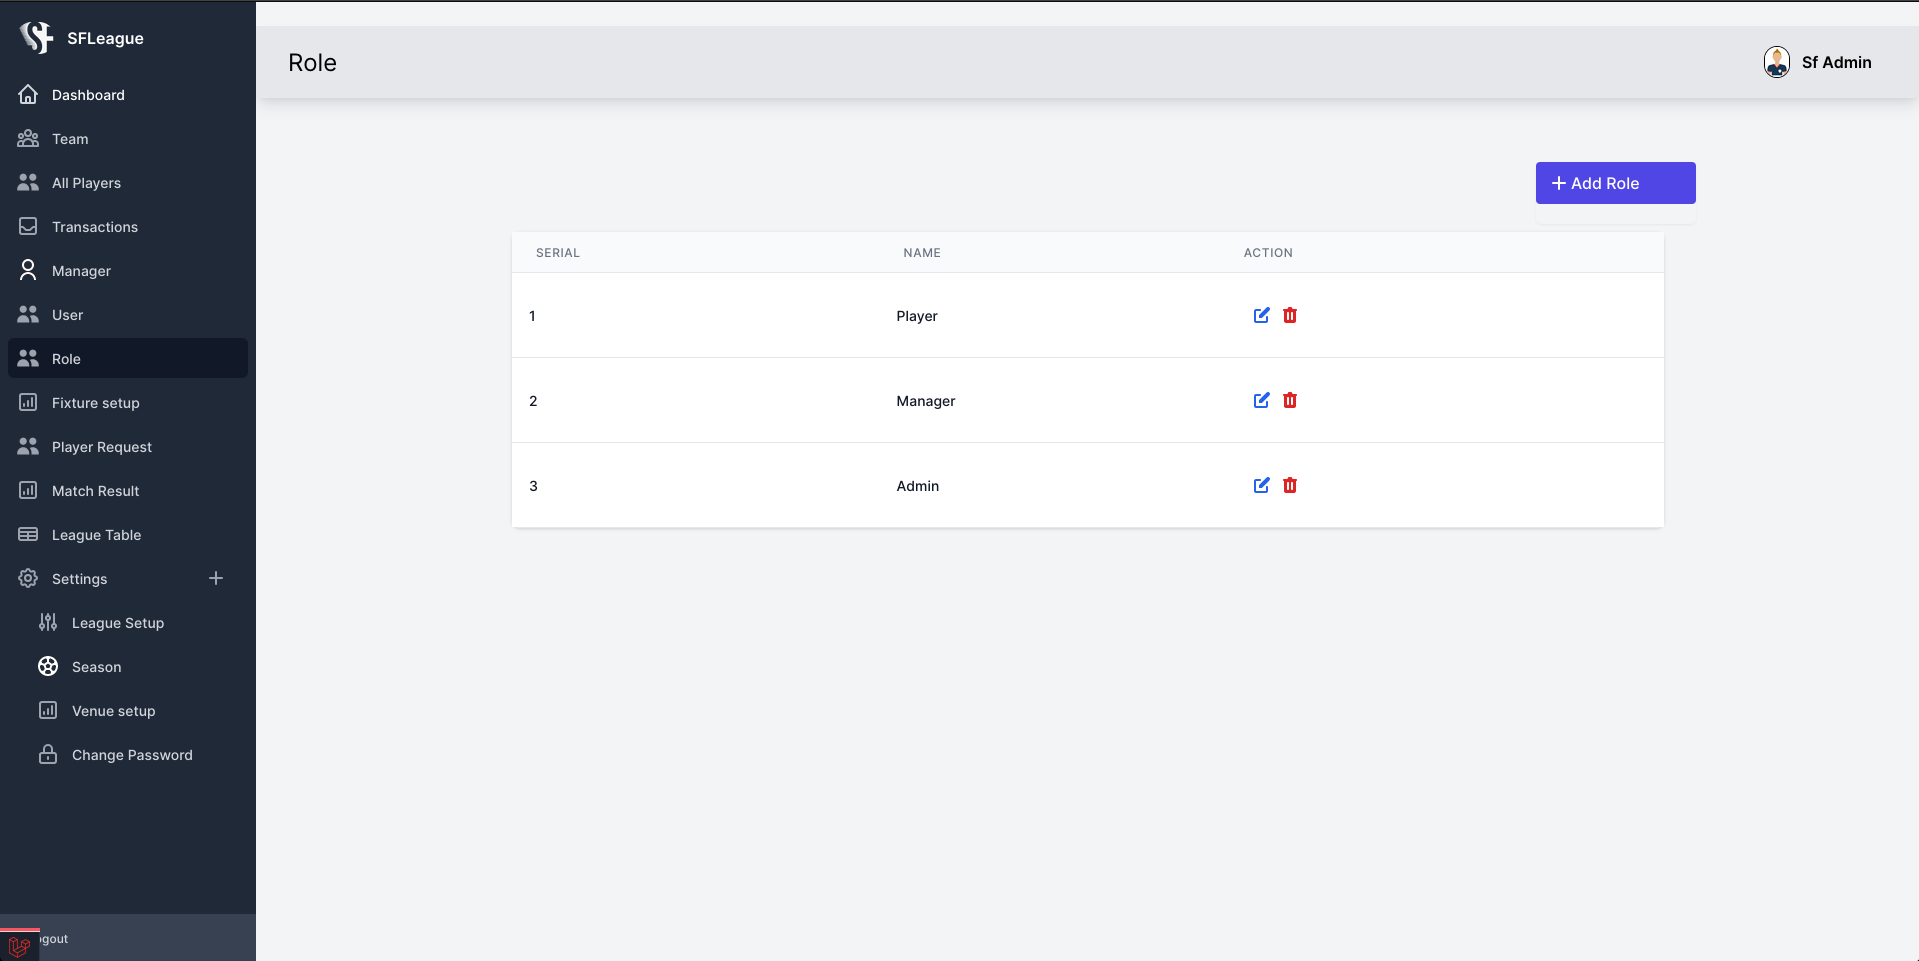 SFLeague
Dashboard
Team
All Players
Transactions
Manager
User
Role
Fixture setup
Player Request
Match Result
League Table
Settings
League Setup
Season
Venue setup
Change Password
gout
Role
Sf Admin
Add Role
SERIAL NAME ACTION
1 Player
2 Manager
3 Admin